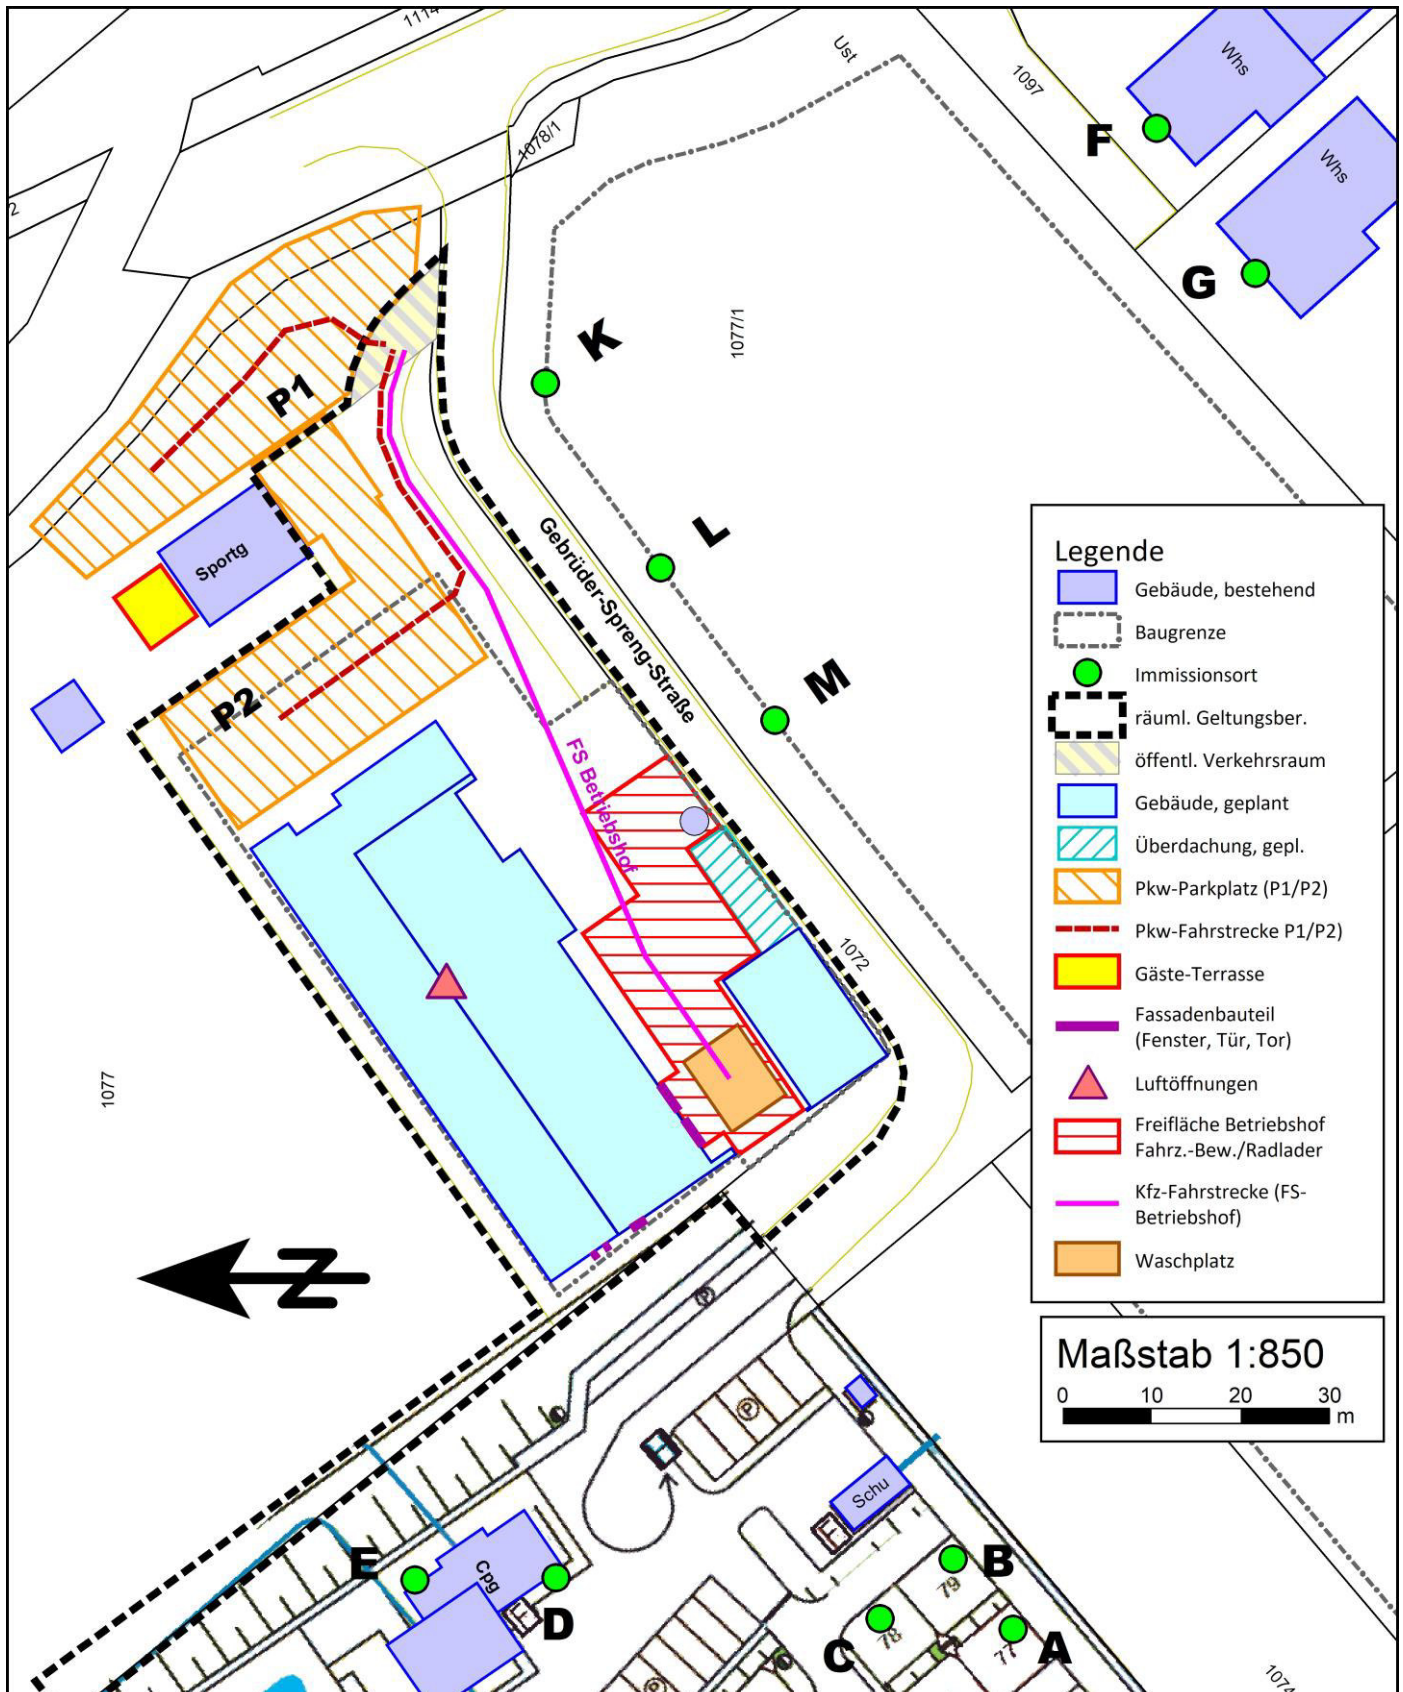 1114
Ust
1097
Whs
Whs
F
G
1078/1
2
K
1077/1
P1
L
Sportg
Gebrüder-Spreng-Straße
M
P2
FS Betriebshof
1072
1077
N
Legende
Gebäude, bestehend
Baugrenze
Immissionsort
räuml. Geltungsber.
öffentl. Verkehrsraum
Gebäude, geplant
Überdachung, gepl.
Pkw-Parkplatz (P1/P2)
Pkw-Fahrstrecke P1/P2)
Gäste-Terrasse
Fassadenbauteil
(Fenster, Tür, Tor)
Luftöffnungen
Freifläche Betriebshof
Fahrz.-Bew./Radlader
Kfz-Fahrstrecke (FS-
Betriebshof)
Waschplatz
Maßstab 1:850
0 10 20 30
m
P
P
Schu
E
Cpg
D
B
79
C
78
77
A
P
1074